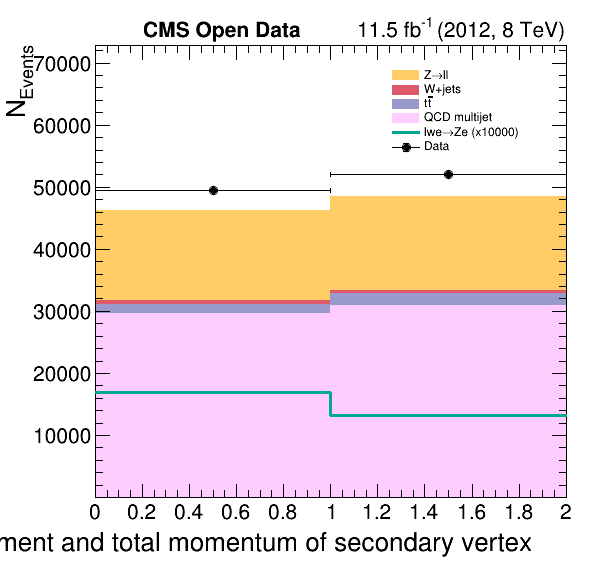 CMS Open Data
11.5 fb-1 (2012, 8 TeV)
NEvents
70000
60000
50000
40000
30000
20000
10000
Z→ll
W+jets
tt̄
QCD multijet
lwe→Ze (x10000)
Data
0 0.2 0.4 0.6 0.8 1 1.2 1.4 1.6 1.8 2
ment and total momentum of secondary vertex